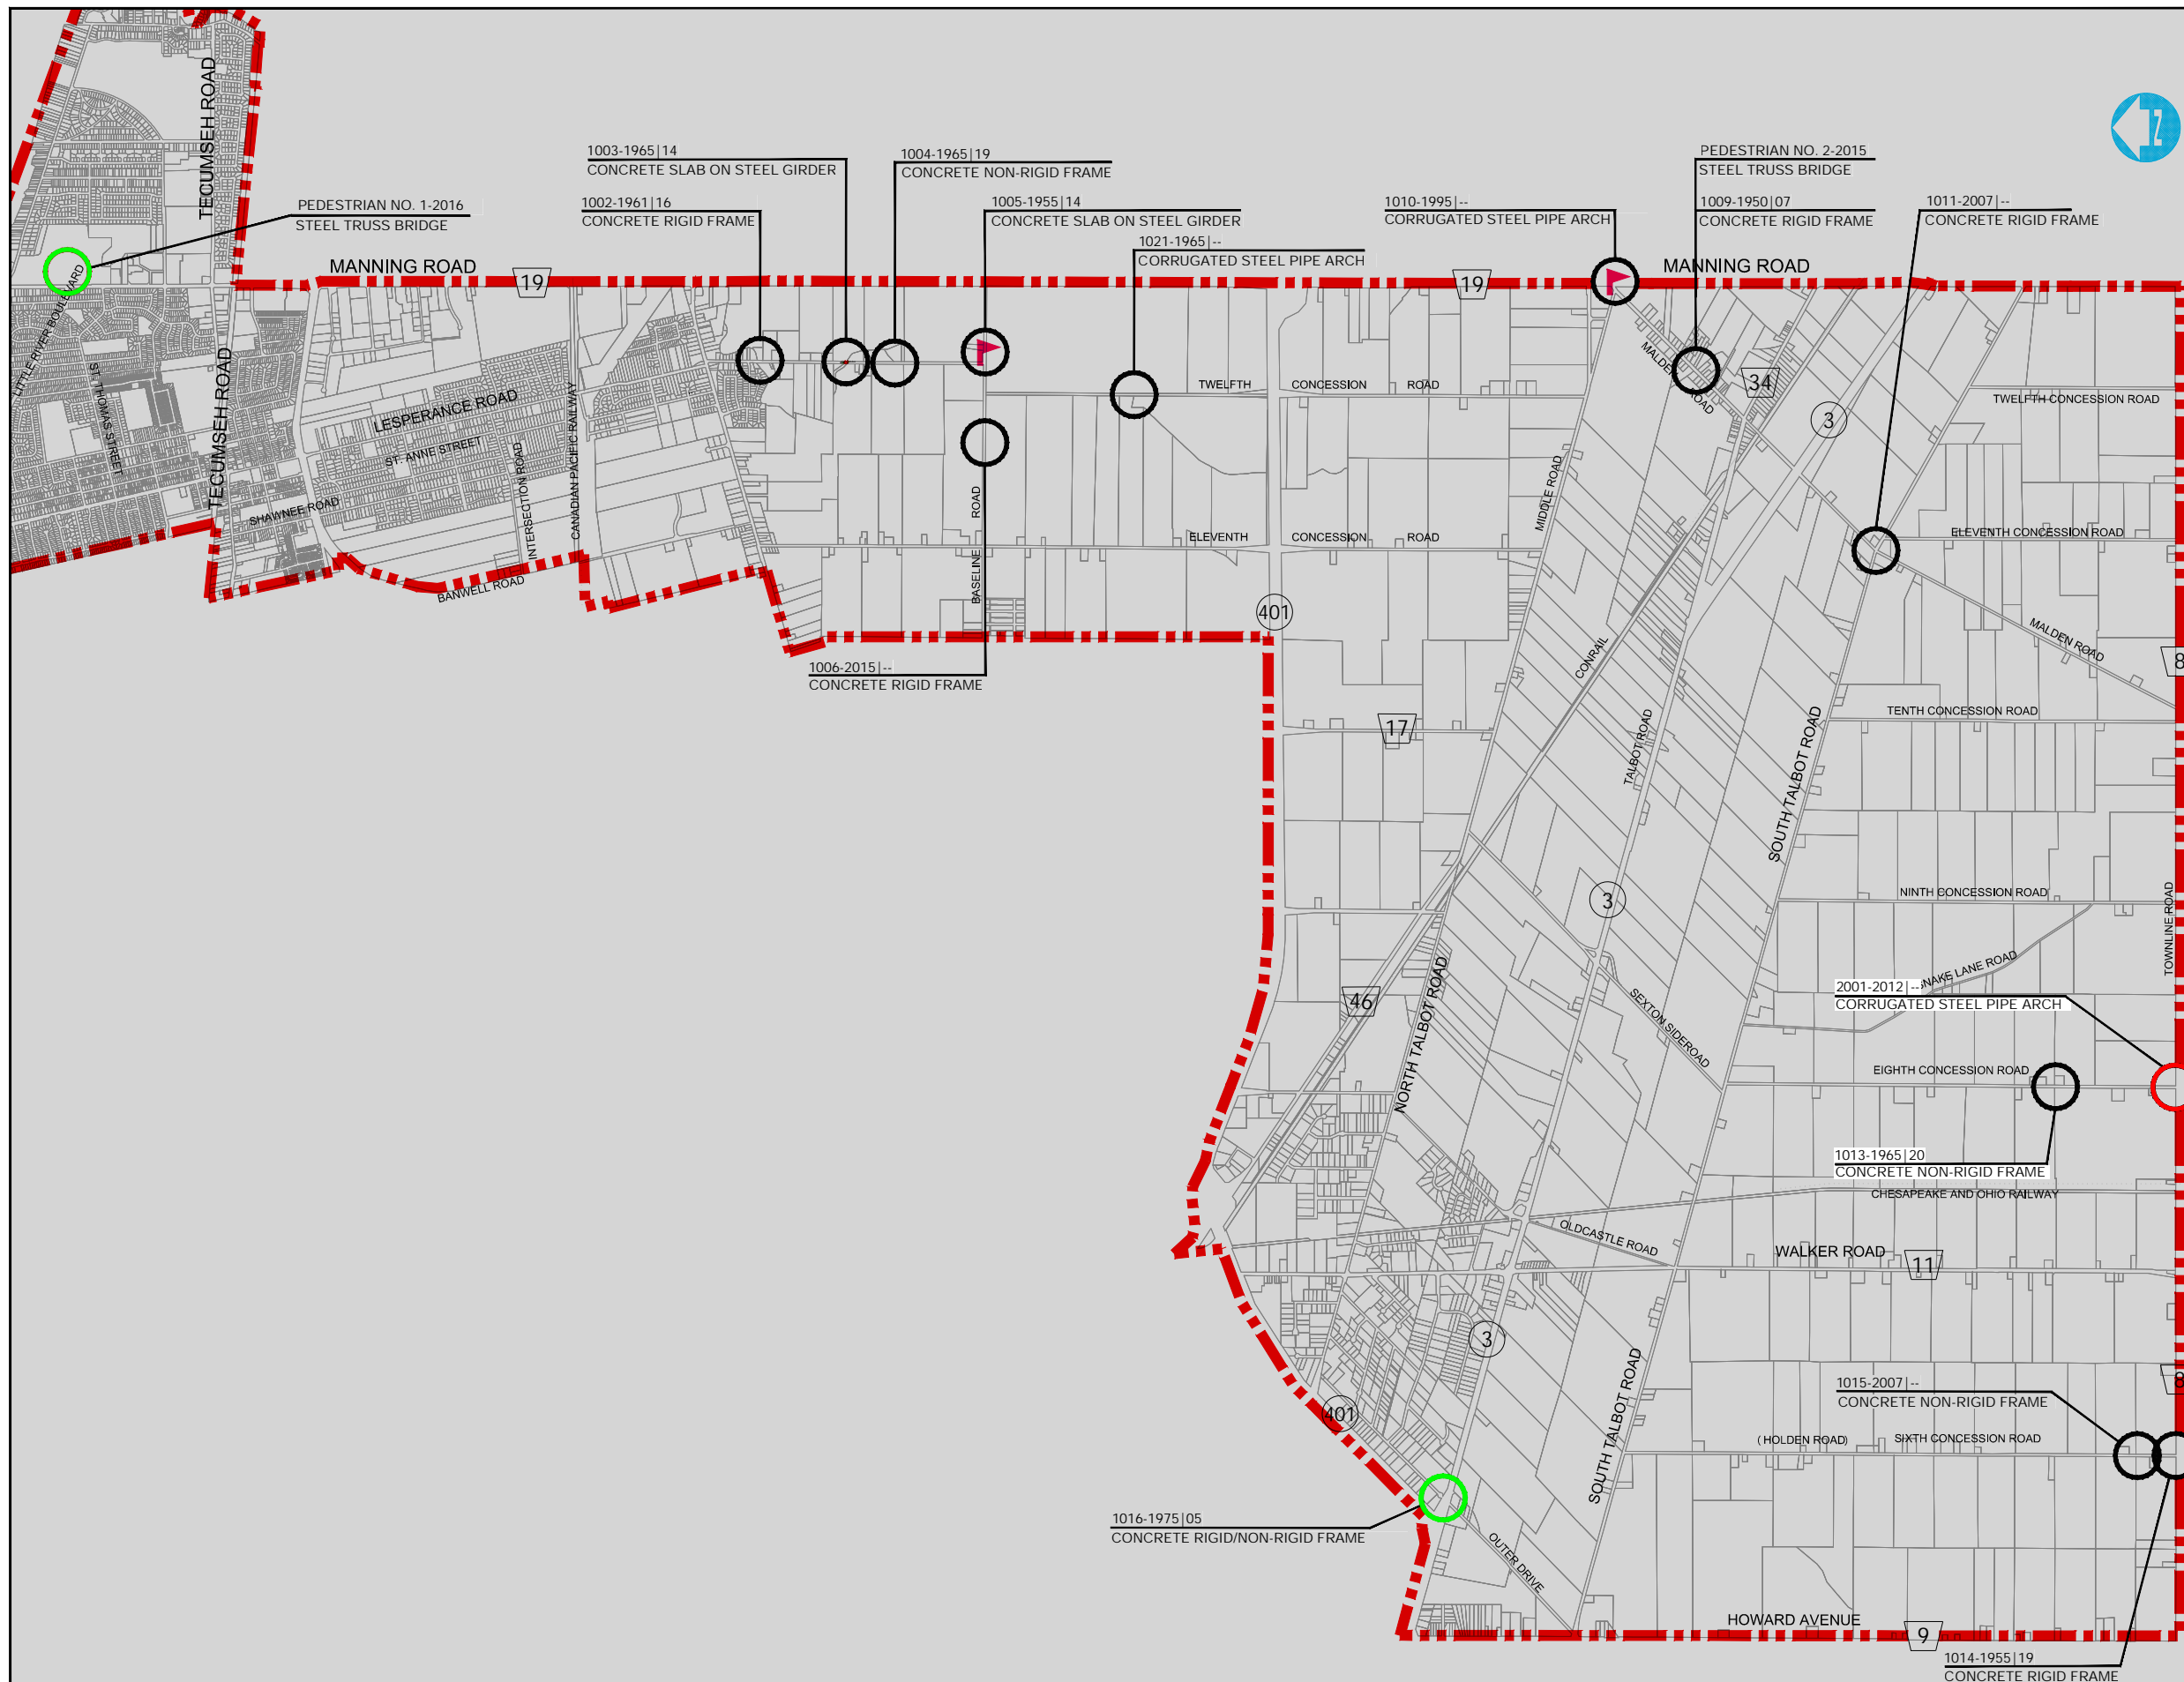 TECUMSEH ROAD
1003-1965|14
CONCRETE SLAB ON STEEL GIRDER
1004-1965|19
CONCRETE NON-RIGID FRAME
PEDESTRIAN NO. 2-2015
STEEL TRUSS BRIDGE
PEDESTRIAN NO. 1-2016
STEEL TRUSS BRIDGE
1002-1961|16
CONCRETE RIGID FRAME
1005-1955|14
CONCRETE SLAB ON STEEL GIRDER
1010-1995|--
CORRUGATED STEEL PIPE ARCH
1009-1950|07
CONCRETE RIGID FRAME
1011-2007|--
CONCRETE RIGID FRAME
1021-1965|--
CORRUGATED STEEL PIPE ARCH
Z
MANNING ROAD
19
19
MANNING ROAD
LITTLE RIVER BOULEVARD
ST. THOMAS STREET
TECUMSEH ROAD
LESPERANCE ROAD
ST. ANNE STREET
SHAWNEE ROAD
INTERSECTION ROAD
CANADIAN PACIFIC RAILWAY
BANWELL ROAD
TWELFTH CONCESSION ROAD
MALDEN ROAD
34
3
TWELFTH CONCESSION ROAD
BASELINE ROAD
ELEVENTH CONCESSION ROAD
MIDDLE ROAD
ELEVENTH CONCESSION ROAD
401
MALDEN ROAD
8
1006-2015|--
CONCRETE RIGID FRAME
CONRAIL
17
TALBOT ROAD
TENTH CONCESSION ROAD
SOUTH TALBOT ROAD
3
NINTH CONCESSION ROAD
TOWNLINE ROAD
SNAKE LANE ROAD
2001-2012|--
CORRUGATED STEEL PIPE ARCH
46
NORTH TALBOT ROAD
SEXTON SIDEROAD
EIGHTH CONCESSION ROAD
1013-1965|20
CONCRETE NON-RIGID FRAME
CHESAPEAKE AND OHIO RAILWAY
OLDCASTLE ROAD
WALKER ROAD
11
3
401
SOUTH TALBOT ROAD
1015-2007|--
CONCRETE NON-RIGID FRAME
8
(HOLDEN ROAD) SIXTH CONCESSION ROAD
1016-1975|05
CONCRETE RIGID/NON-RIGID FRAME
OUTER DRIVE
HOWARD AVENUE
9
1014-1955|19
CONCRETE RIGID FRAME